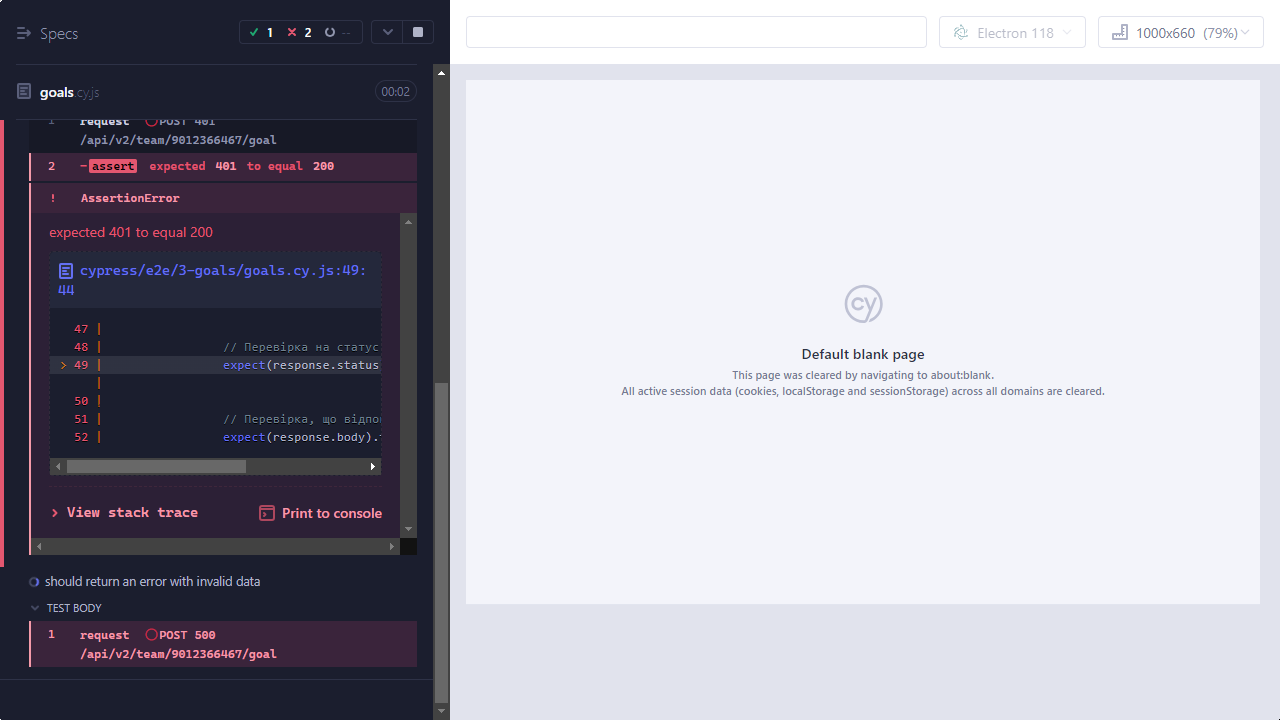 Specs
1 2 --
Electron 118
1000x660 (79%)
goals.cy.js
00:02
1 request POST 401
/api/v2/team/9012366467/goal
2 -assert expected 401 to equal 200
! AssertionError
expected 401 to equal 200
cypress/e2e/3-goals/goals.cy.js:49:
44
47 |
48 | // Перевірка на статус
> 49 | expect(response.status
|
50 |
51 | // Перевірка, що
52 | expect(response.body).
> View stack trace
Print to console
should return an error with invalid data
TEST BODY
1 request POST 500
/api/v2/team/9012366467/goal
cy
Default blank page
This page was cleared by navigating to about:blank.
All active session data (cookies, localStorage and sessionStorage) across all domains are cleared.